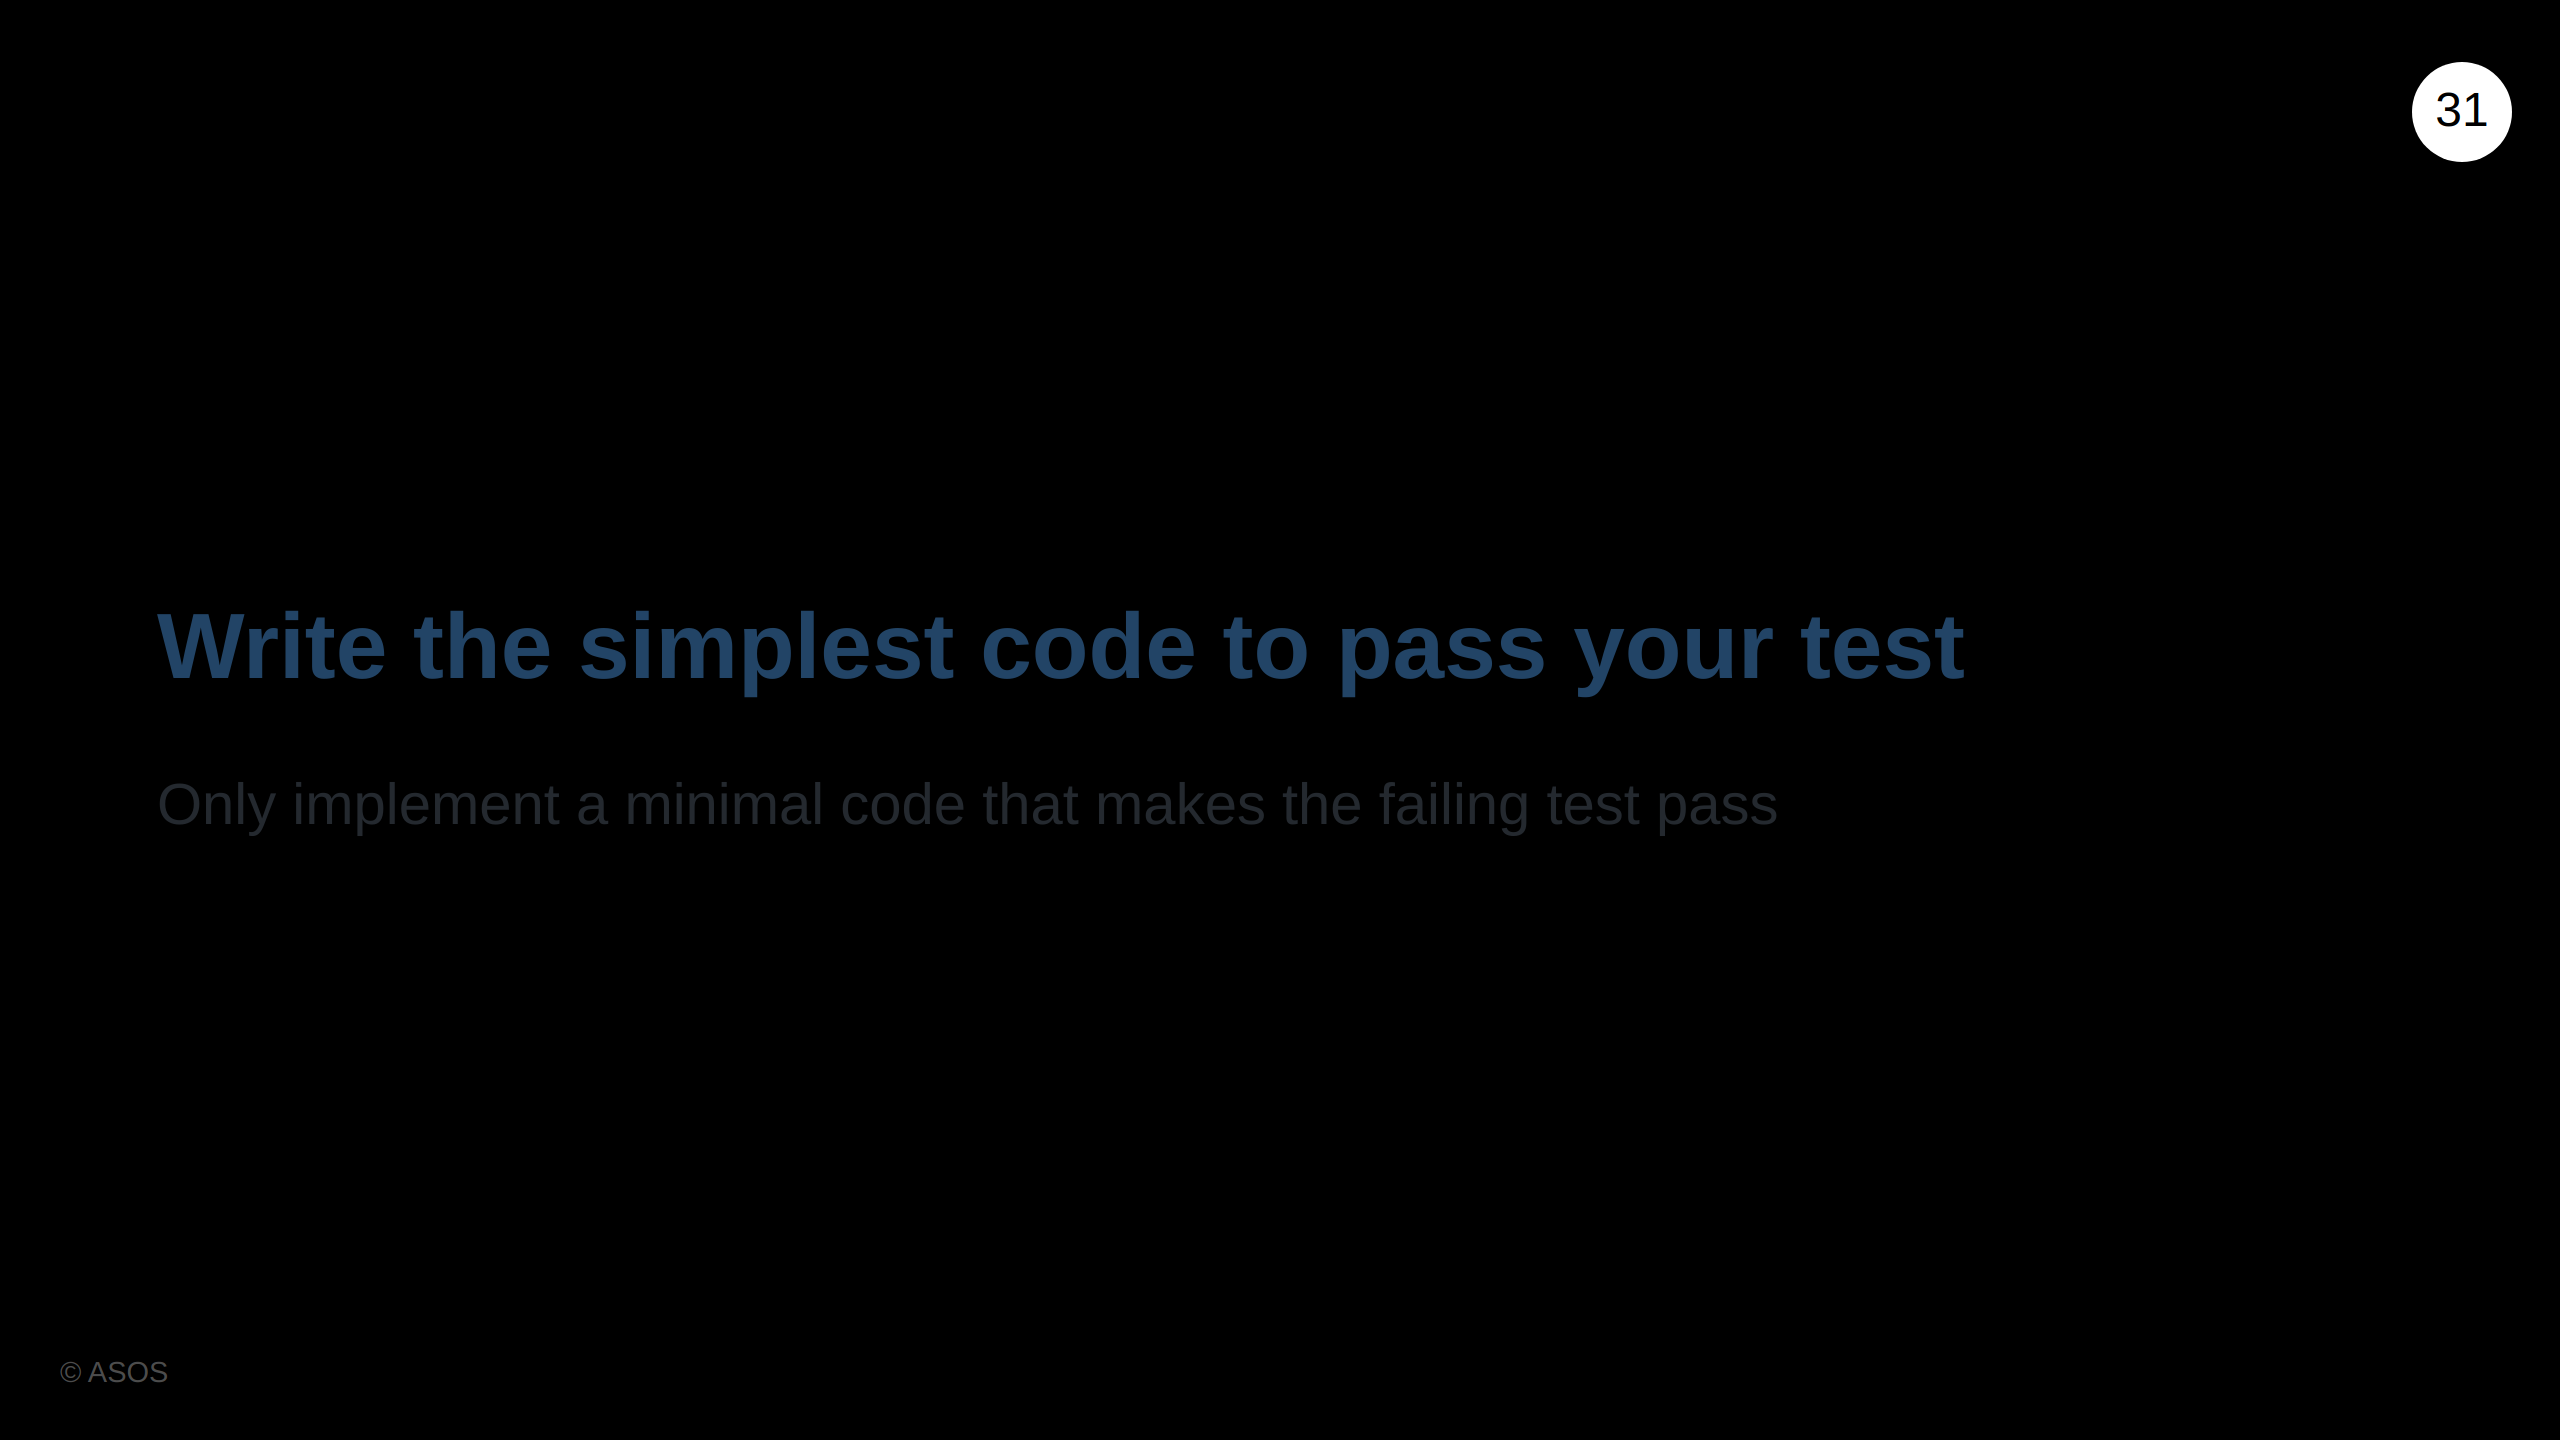 31
Write the simplest code to pass your test
Only implement a minimal code that makes the failing test pass
© ASOS